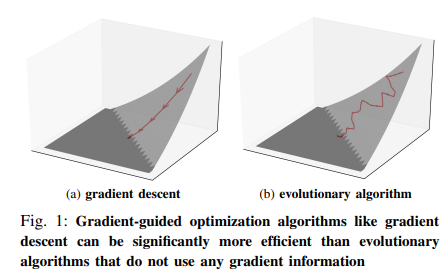 (a) gradient descent
(b) evolutionary algorithm
Fig. 1: Gradient-guided optimization algorithms like gradient
descent can be significantly more efficient than evolutionary
algorithms that do not use any gradient information